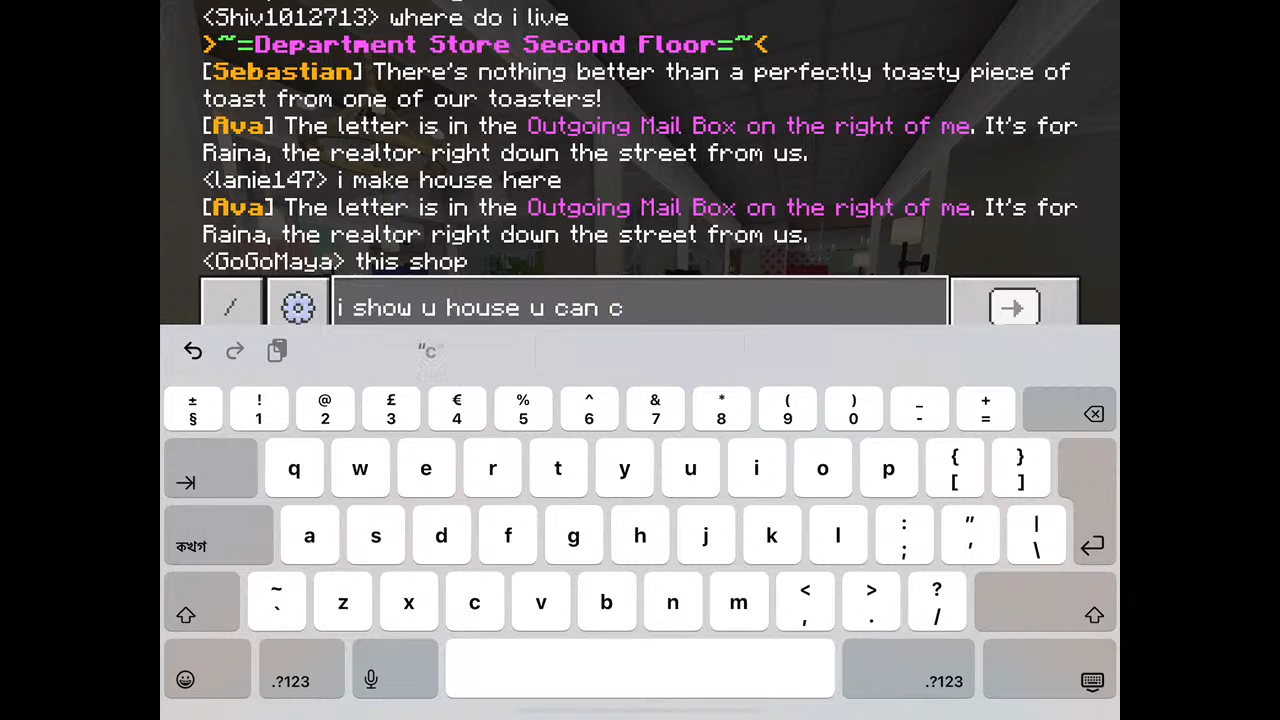 <Shiv1012713> where do i live
>~=Department Store Second Floor=~<
[Sebastian] There's nothing better than a perfectly toasty piece of
toast from one of our toasters!
[Ava] The letter is in the Outgoing Mail Box on the right of me. It's for
Raina, the realtor right down the street from us.
<lanie147> i make house here
[Ava] The letter is in the Outgoing Mail Box on the right of me. It's for
Raina, the realtor right down the street from us.
<GoGoMaya> this shop
/ i show u house u can c
"c"
± ! @ £ € % ^ & * ( ) _ +
§ 1 2 3 4 5 6 7 8 9 0 - =
q w e r t y u i o p { }
[ ]
কখগ a s d f g h j k l : " |
; ' \
~ z x c v b n m < > ?
` , . /
.?123 .?123